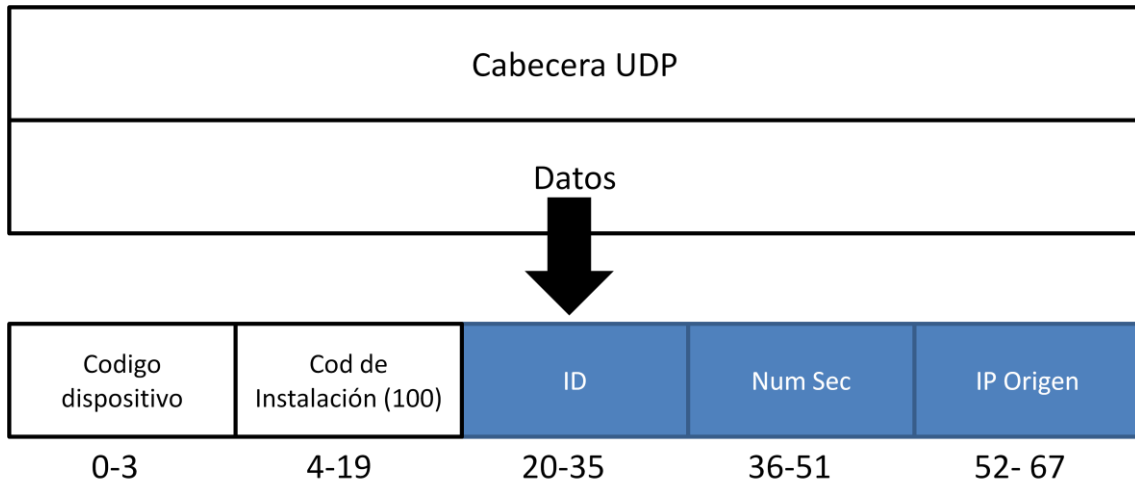 Cabecera UDP
Datos
Codigo
dispositivo
Cod de
Instalación (100)
ID
Num Sec
IP Origen
0-3
4-19
20-35
36-51
52- 67